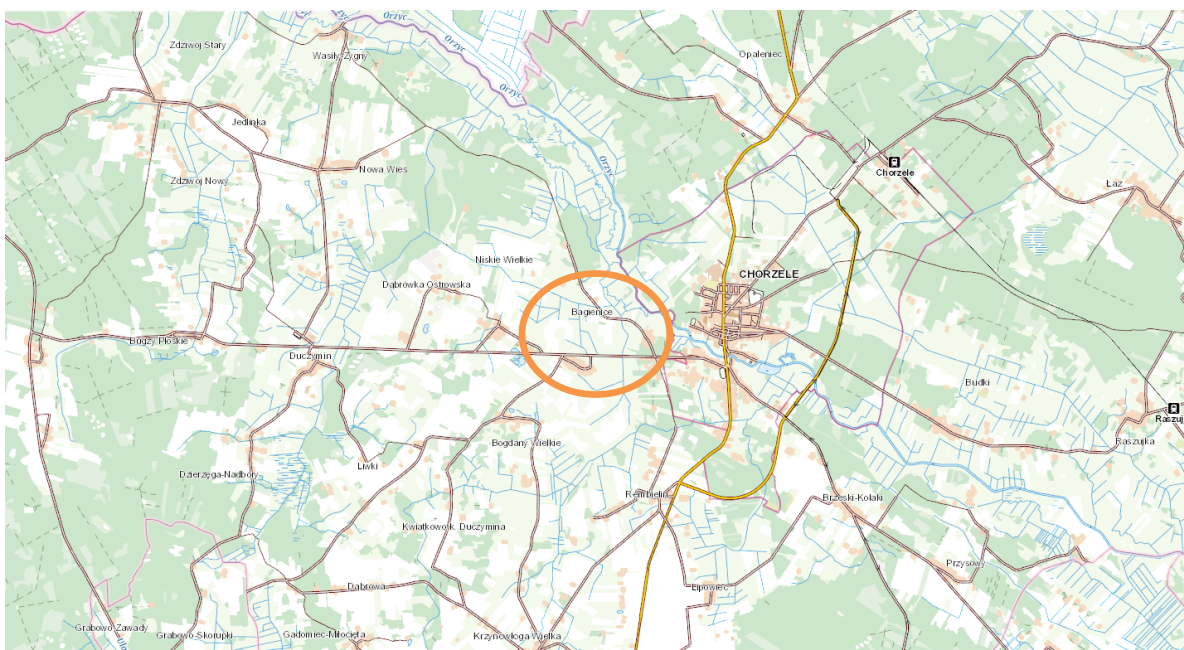 Zdziwój Stary
Wasiły Zygny
Orzyc
Orzyc
Opaleniec
Jedlinka
Orzyc
Chorzele
Nowa Wieś
Zdziwój Nowy
Łaz
Niskie Wielkie
CHORZELE
Dąbrówka Ostrowska
Bagienice
Bugzy Płoskie
Duczymin
Budki
Raszuj
Raszujka
Bogdany Wielkie
Liwki
Dzierzęga-Nadbory
Rembielin
Brzeski-Kołaki
Kwiatkowo k. Duczymina
Przysowy
Dąbrowa
Lipowiec
Grabowo-Zawady
Grabowo-Skorupki
Gadomiec-Miłocięta
Krzynowłoga Wielka